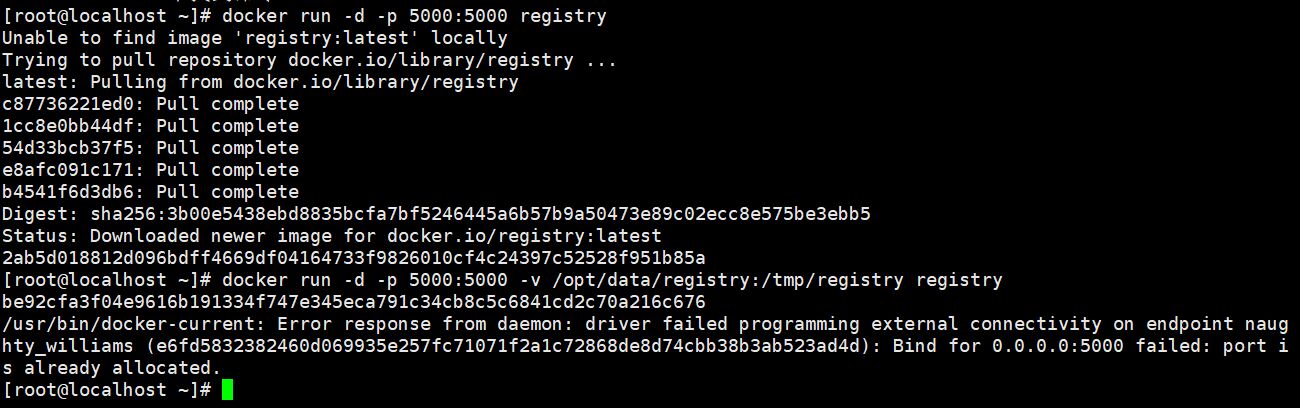 [root@localhost ~]# docker run -d -p 5000:5000 registry
Unable to find image 'registry:latest' locally
Trying to pull repository docker.io/library/registry ...
latest: Pulling from docker.io/library/registry
c87736221ed0: Pull complete
1cc8e0bb44df: Pull complete
54d33bcb37f5: Pull complete
e8afc091c171: Pull complete
b4541f6d3db6: Pull complete
Digest: sha256:3b00e5438ebd8835bcfa7bf5246445a6b57b9a50473e89c02ecc8e575be3ebb5
Status: Downloaded newer image for docker.io/registry:latest
2ab5d018812d096bdff4669df04164733f9826010cf4c24397c52528f951b85a
[root@localhost ~]# docker run -d -p 5000:5000 -v /opt/data/registry:/tmp/registry registry
be92cfa3f04e9616b191334f747e345eca791c34cb8c5c6841cd2c70a216c676
/usr/bin/docker-current: Error response from daemon: driver failed programming external connectivity on endpoint naug
hty_williams (e6fd5832382460d069935e257fc71071f2a1c72868de8d74cbb38b3ab523ad4d): Bind for 0.0.0.0:5000 failed: port i
s already allocated.
[root@localhost ~]#